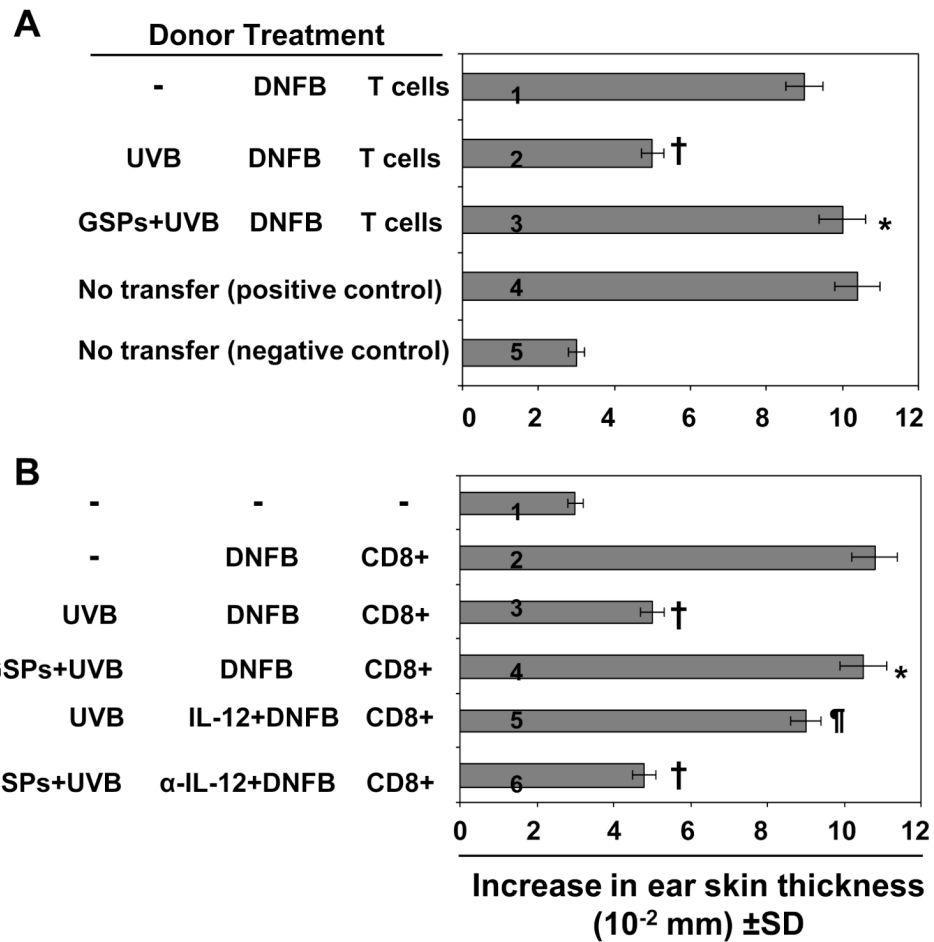 A
Donor Treatment
- DNFB T cells 1
UVB DNFB T cells 2 †
GSPs+UVB DNFB T cells 3 *
No transfer (positive control) 4
No transfer (negative control) 5
0 2 4 6 8 10 12
B
- - - 1
- DNFB CD8+ 2
UVB DNFB CD8+ 3 †
SPs+UVB DNFB CD8+ 4 *
UVB IL-12+DNFB CD8+ 5 ¶
SPs+UVB α-IL-12+DNFB CD8+ 6 †
0 2 4 6 8 10 12
Increase in ear skin thickness
(10⁻² mm) ±SD